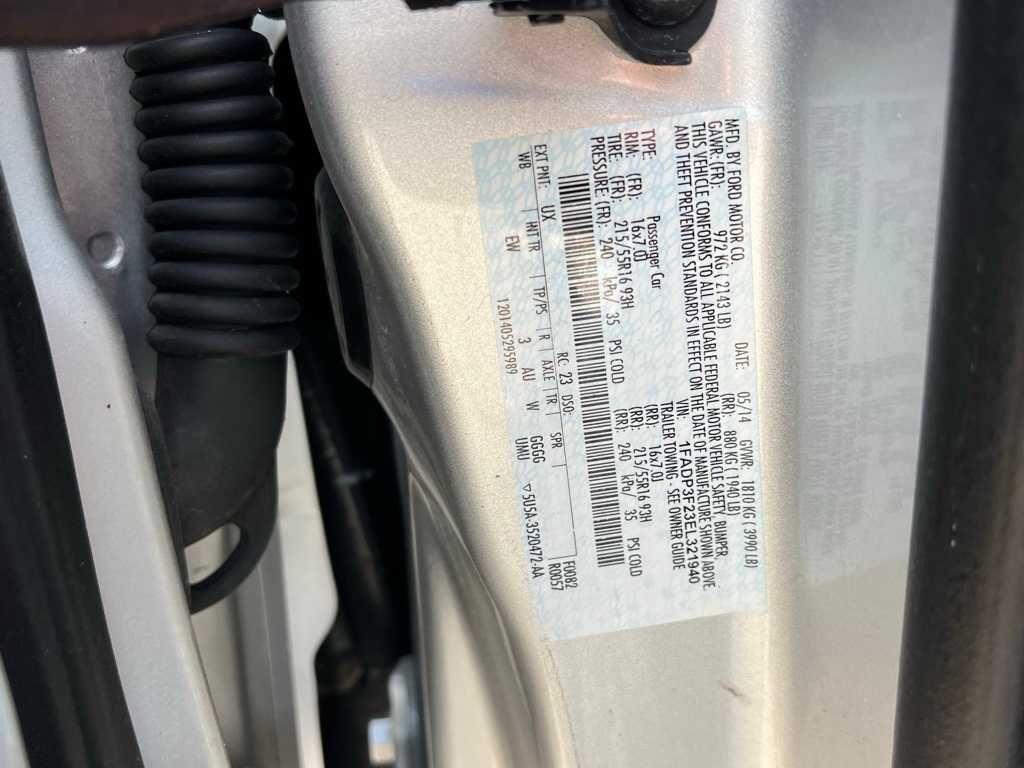 MFD. BY FORD MOTOR CO.
DATE: 05/14 GVWR: 1810 KG (3990 LB)
GAWR: (FR): 972 KG (2143 LB) (RR): 880 KG (1940 LB)
THIS VEHICLE CONFORMS TO ALL APPLICABLE FEDERAL MOTOR VEHICLE SAFETY, BUMPER,
AND THEFT PREVENTION STANDARDS IN EFFECT ON THE DATE OF MANUFACTURE SHOWN ABOVE.
VIN: 1FADP3F23EL321940
TYPE: Passenger Car TRAILER TOWING - SEE OWNER GUIDE
RIM: (FR): 16x7.0J (RR): 16x7.0J
TIRE: (FR): 215/55R16 93H (RR): 215/55R16 93H
PRESSURE: (FR): 240 kPa/ 35 PSI COLD (RR): 240 kPa/ 35 PSI COLD
EXT PNT: UX RC: 23 DSO: F0082
R0057
WB INT TR TP/PS R AXLE TR SPR
EW 3 AU W GGGG ▽5U5A-3520472-AA
UMU
1201405295989